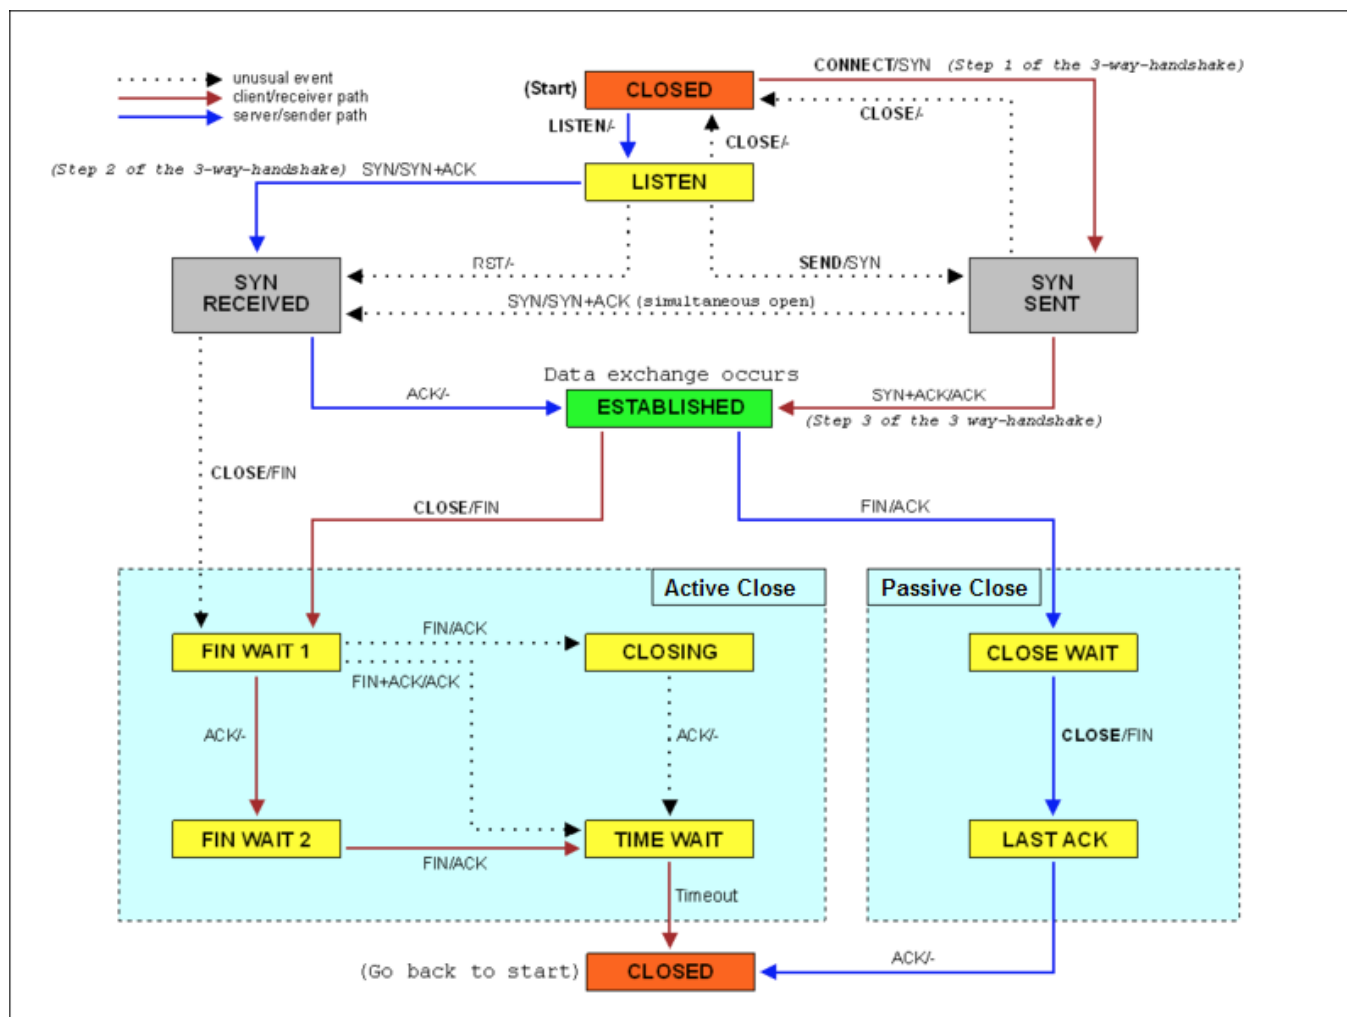 unusual event
client/receiver path
server/sender path
(Start)
CLOSED
CONNECT/SYN (Step 1 of the 3-way-handshake)
CLOSE/-
LISTEN/-
CLOSE/-
(Step 2 of the 3-way-handshake) SYN/SYN+ACK
LISTEN
RST/-
SEND/SYN
SYN
RECEIVED
SYN
SENT
SYN/SYN+ACK (simultaneous open)
Data exchange occurs
ACK/-
ESTABLISHED
SYN+ACK/ACK
(Step 3 of the 3 way-handshake)
CLOSE/FIN
CLOSE/FIN
FIN/ACK
Active Close
Passive Close
FIN WAIT 1
FIN/ACK
CLOSING
CLOSE WAIT
FIN+ACK/ACK
ACK/-
ACK/-
CLOSE/FIN
FIN WAIT 2
FIN/ACK
TIME WAIT
LAST ACK
Timeout
(Go back to start)
CLOSED
ACK/-